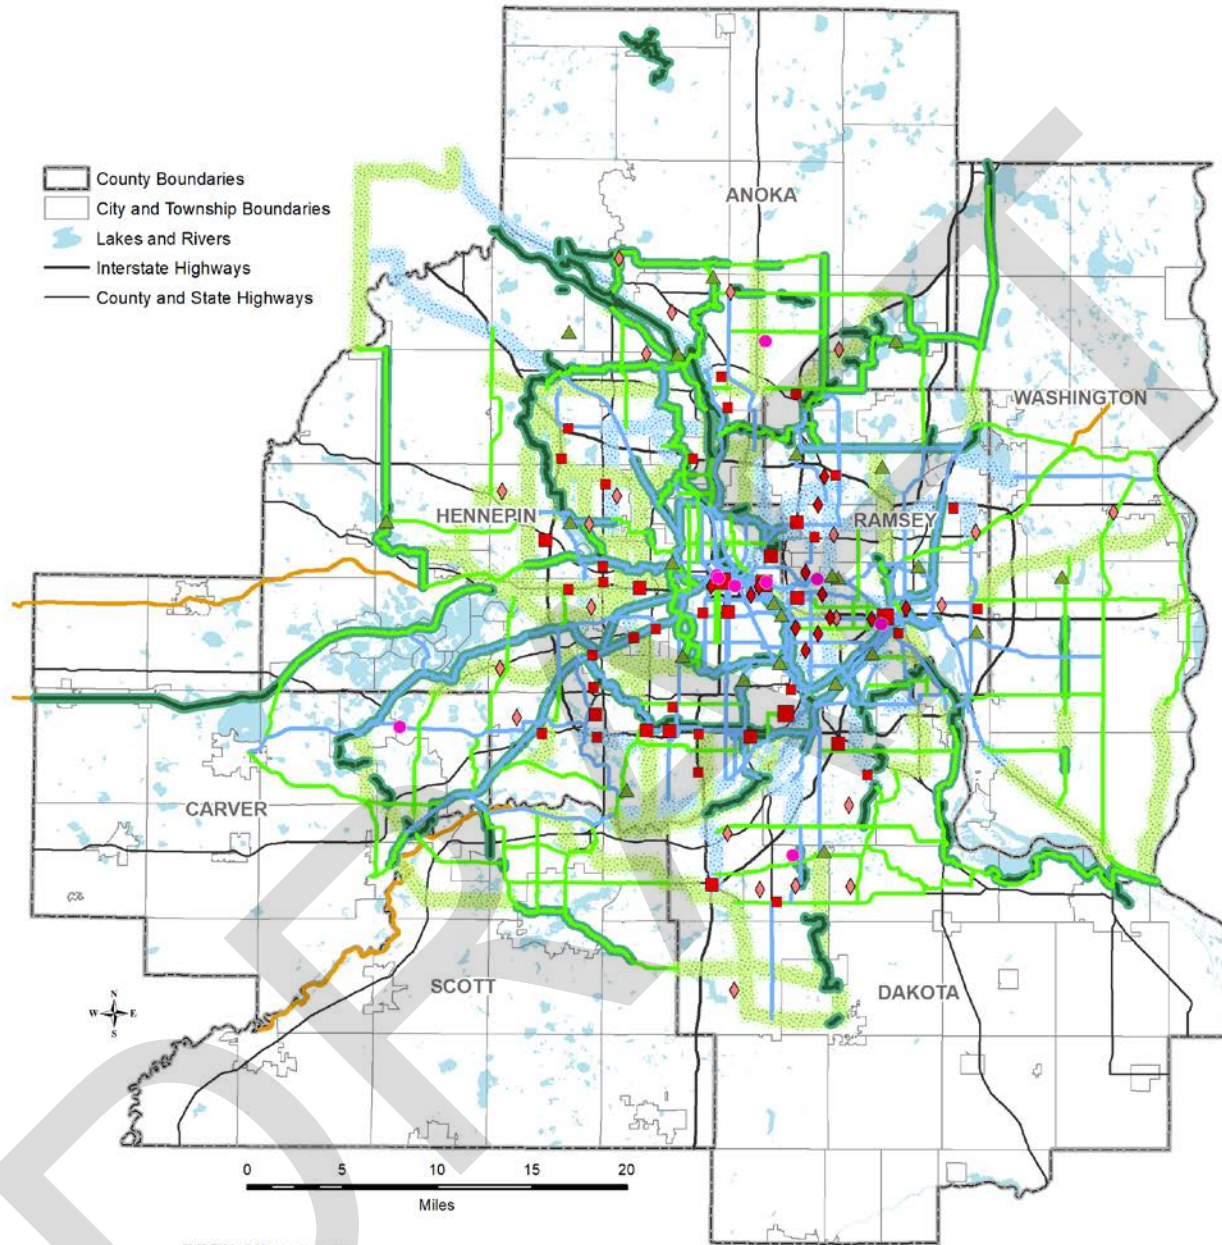 County Boundaries
City and Township Boundaries
Lakes and Rivers
Interstate Highways
County and State Highways
ANOKA
WASHINGTON
HENNEPIN
RAMSEY
CARVER
SCOTT
DAKOTA
N
W E
S
0 5 10 15 20
Miles
DRAFT